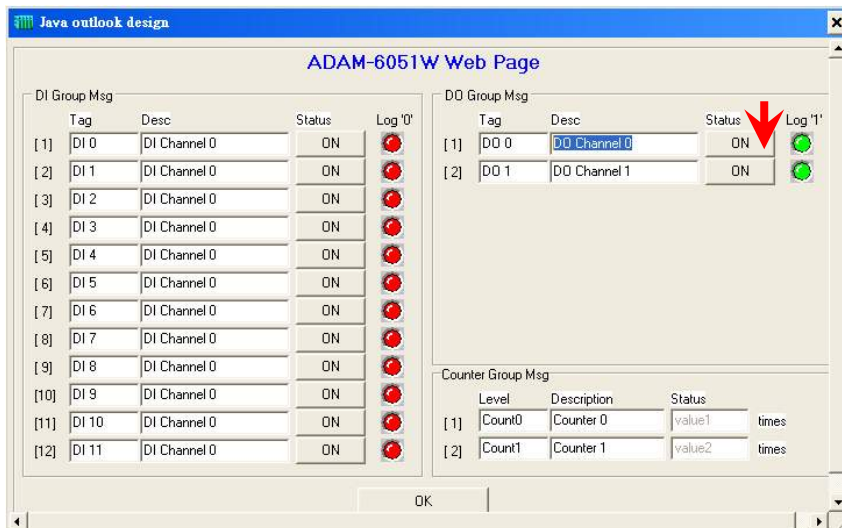 Java outlook design
ADAM-6051W Web Page
DI Group Msg
Tag Desc Status Log '0'
[1] DI 0 DI Channel 0 ON
[2] DI 1 DI Channel 0 ON
[3] DI 2 DI Channel 0 ON
[4] DI 3 DI Channel 0 ON
[5] DI 4 DI Channel 0 ON
[6] DI 5 DI Channel 0 ON
[7] DI 6 DI Channel 0 ON
[8] DI 7 DI Channel 0 ON
[9] DI 8 DI Channel 0 ON
[10] DI 9 DI Channel 0 ON
[11] DI 10 DI Channel 0 ON
[12] DI 11 DI Channel 0 ON
DO Group Msg
Tag Desc Status Log '1'
[1] DO 0 DO Channel 0 ON
[2] DO 1 DO Channel 1 ON
Counter Group Msg
Level Description Status
[1] Count0 Counter 0 value1 times
[2] Count1 Counter 1 value2 times
OK